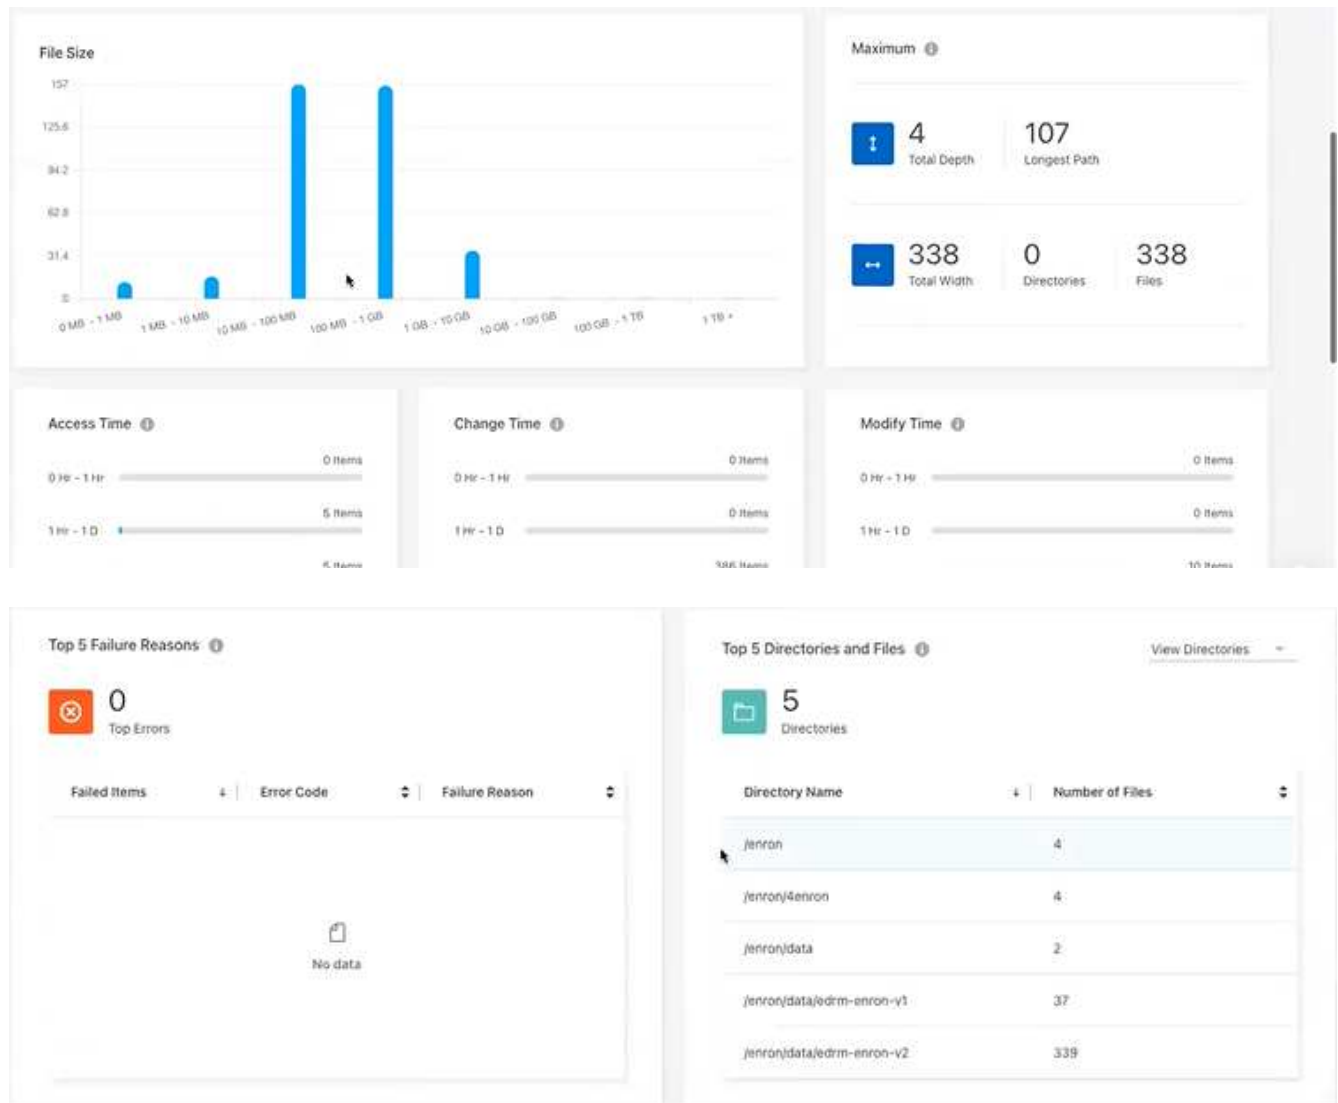 File Size
157
125.6
94.2
62.8
31.4
0
0 MB - 1 MB
1 MB - 10 MB
10 MB - 100 MB
100 MB - 1 GB
1 GB - 10 GB
10 GB - 100 GB
100 GB - 1 TB
1 TB +
Maximum
4
Total Depth
107
Longest Path
338
Total Width
0
Directories
338
Files
Access Time
0 Items
0 Hr - 1 Hr
5 Items
1 Hr - 1 D
5 Items
Change Time
0 Items
0 Hr - 1 Hr
0 Items
1 Hr - 1 D
386 Items
Modify Time
0 Items
0 Hr - 1 Hr
0 Items
1 Hr - 1 D
10 Items
Top 5 Failure Reasons
0
Top Errors
Failed Items Error Code Failure Reason
No data
Top 5 Directories and Files
View Directories
5
Directories
Directory Name Number of Files
/enron 4
/enron/4enron 4
/enron/data 2
/enron/data/edrm-enron-v1 37
/enron/data/edrm-enron-v2 339